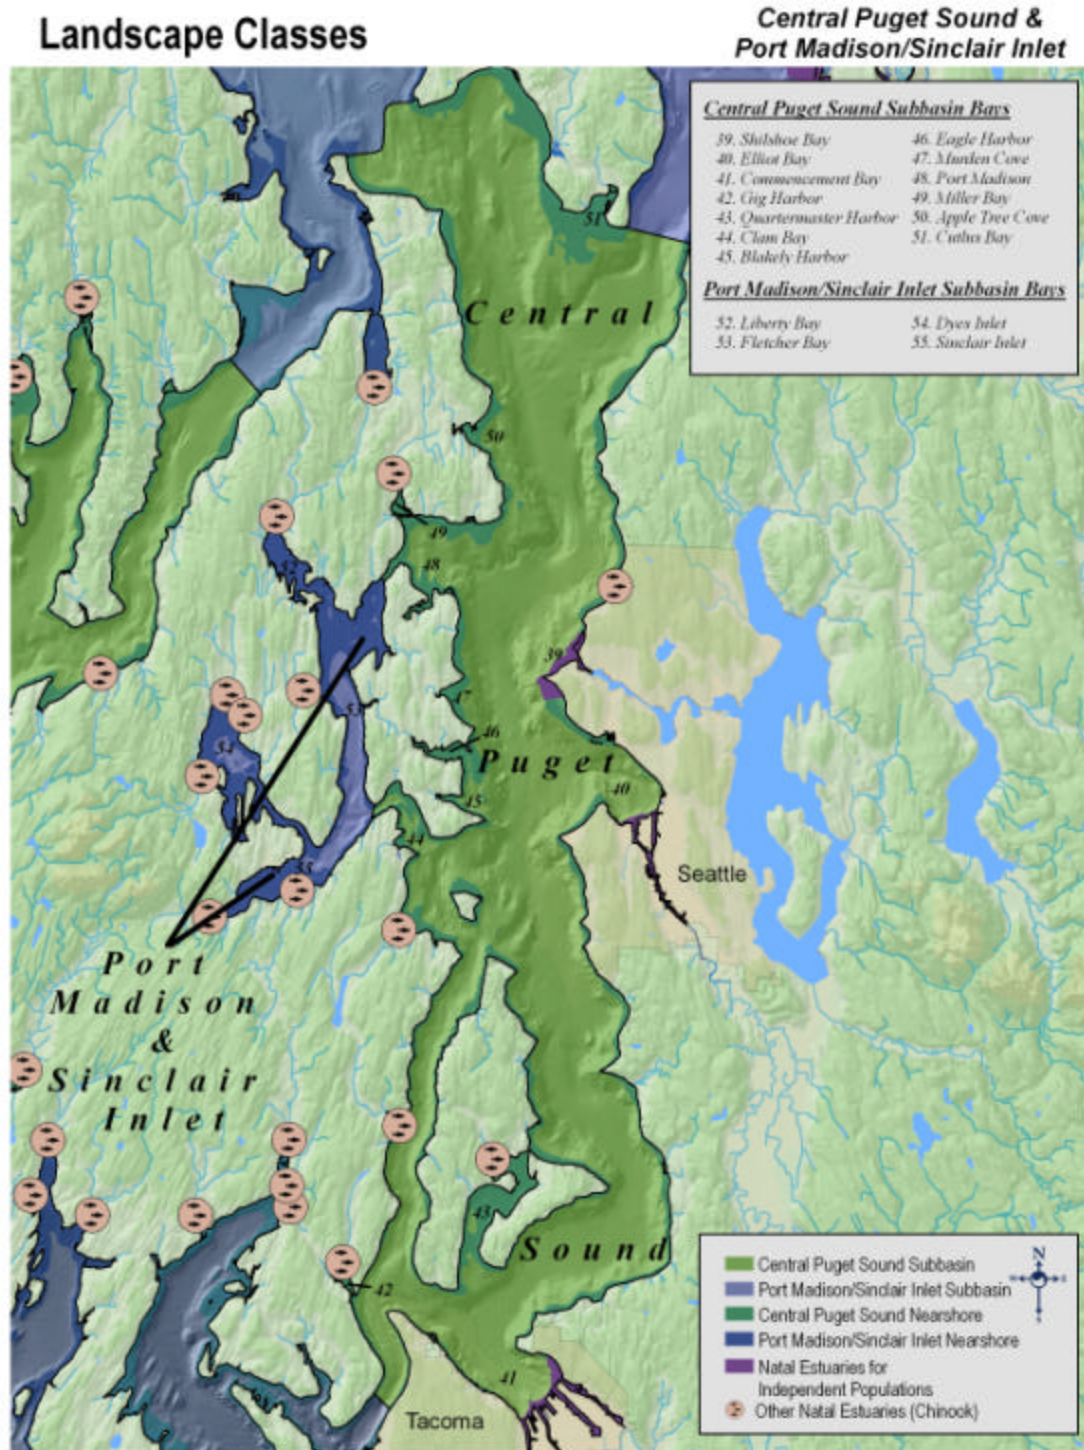 Landscape Classes
Central Puget Sound &
Port Madison/Sinclair Inlet
Central Puget Sound Subbasin Bays
39. Shilshoe Bay
40. Elliot Bay
41. Commencement Bay
42. Gig Harbor
43. Quartermaster Harbor
44. Clam Bay
45. Blakely Harbor
46. Eagle Harbor
47. Murden Cove
48. Port Madison
49. Miller Bay
50. Apple Tree Cove
51. Cultus Bay
Port Madison/Sinclair Inlet Subbasin Bays
52. Liberty Bay
53. Fletcher Bay
54. Dyes Inlet
55. Sinclair Inlet
51
Central
50
49
48
52
39
47
53
46
54
Puget
40
45
44
55
Seattle
Port
Madison
&
Sinclair
Inlet
43
Sound
42
41
Tacoma
N
Central Puget Sound Subbasin
Port Madison/Sinclair Inlet Subbasin
Central Puget Sound Nearshore
Port Madison/Sinclair Inlet Nearshore
Natal Estuaries for
Independent Populations
Other Natal Estuaries (Chinook)